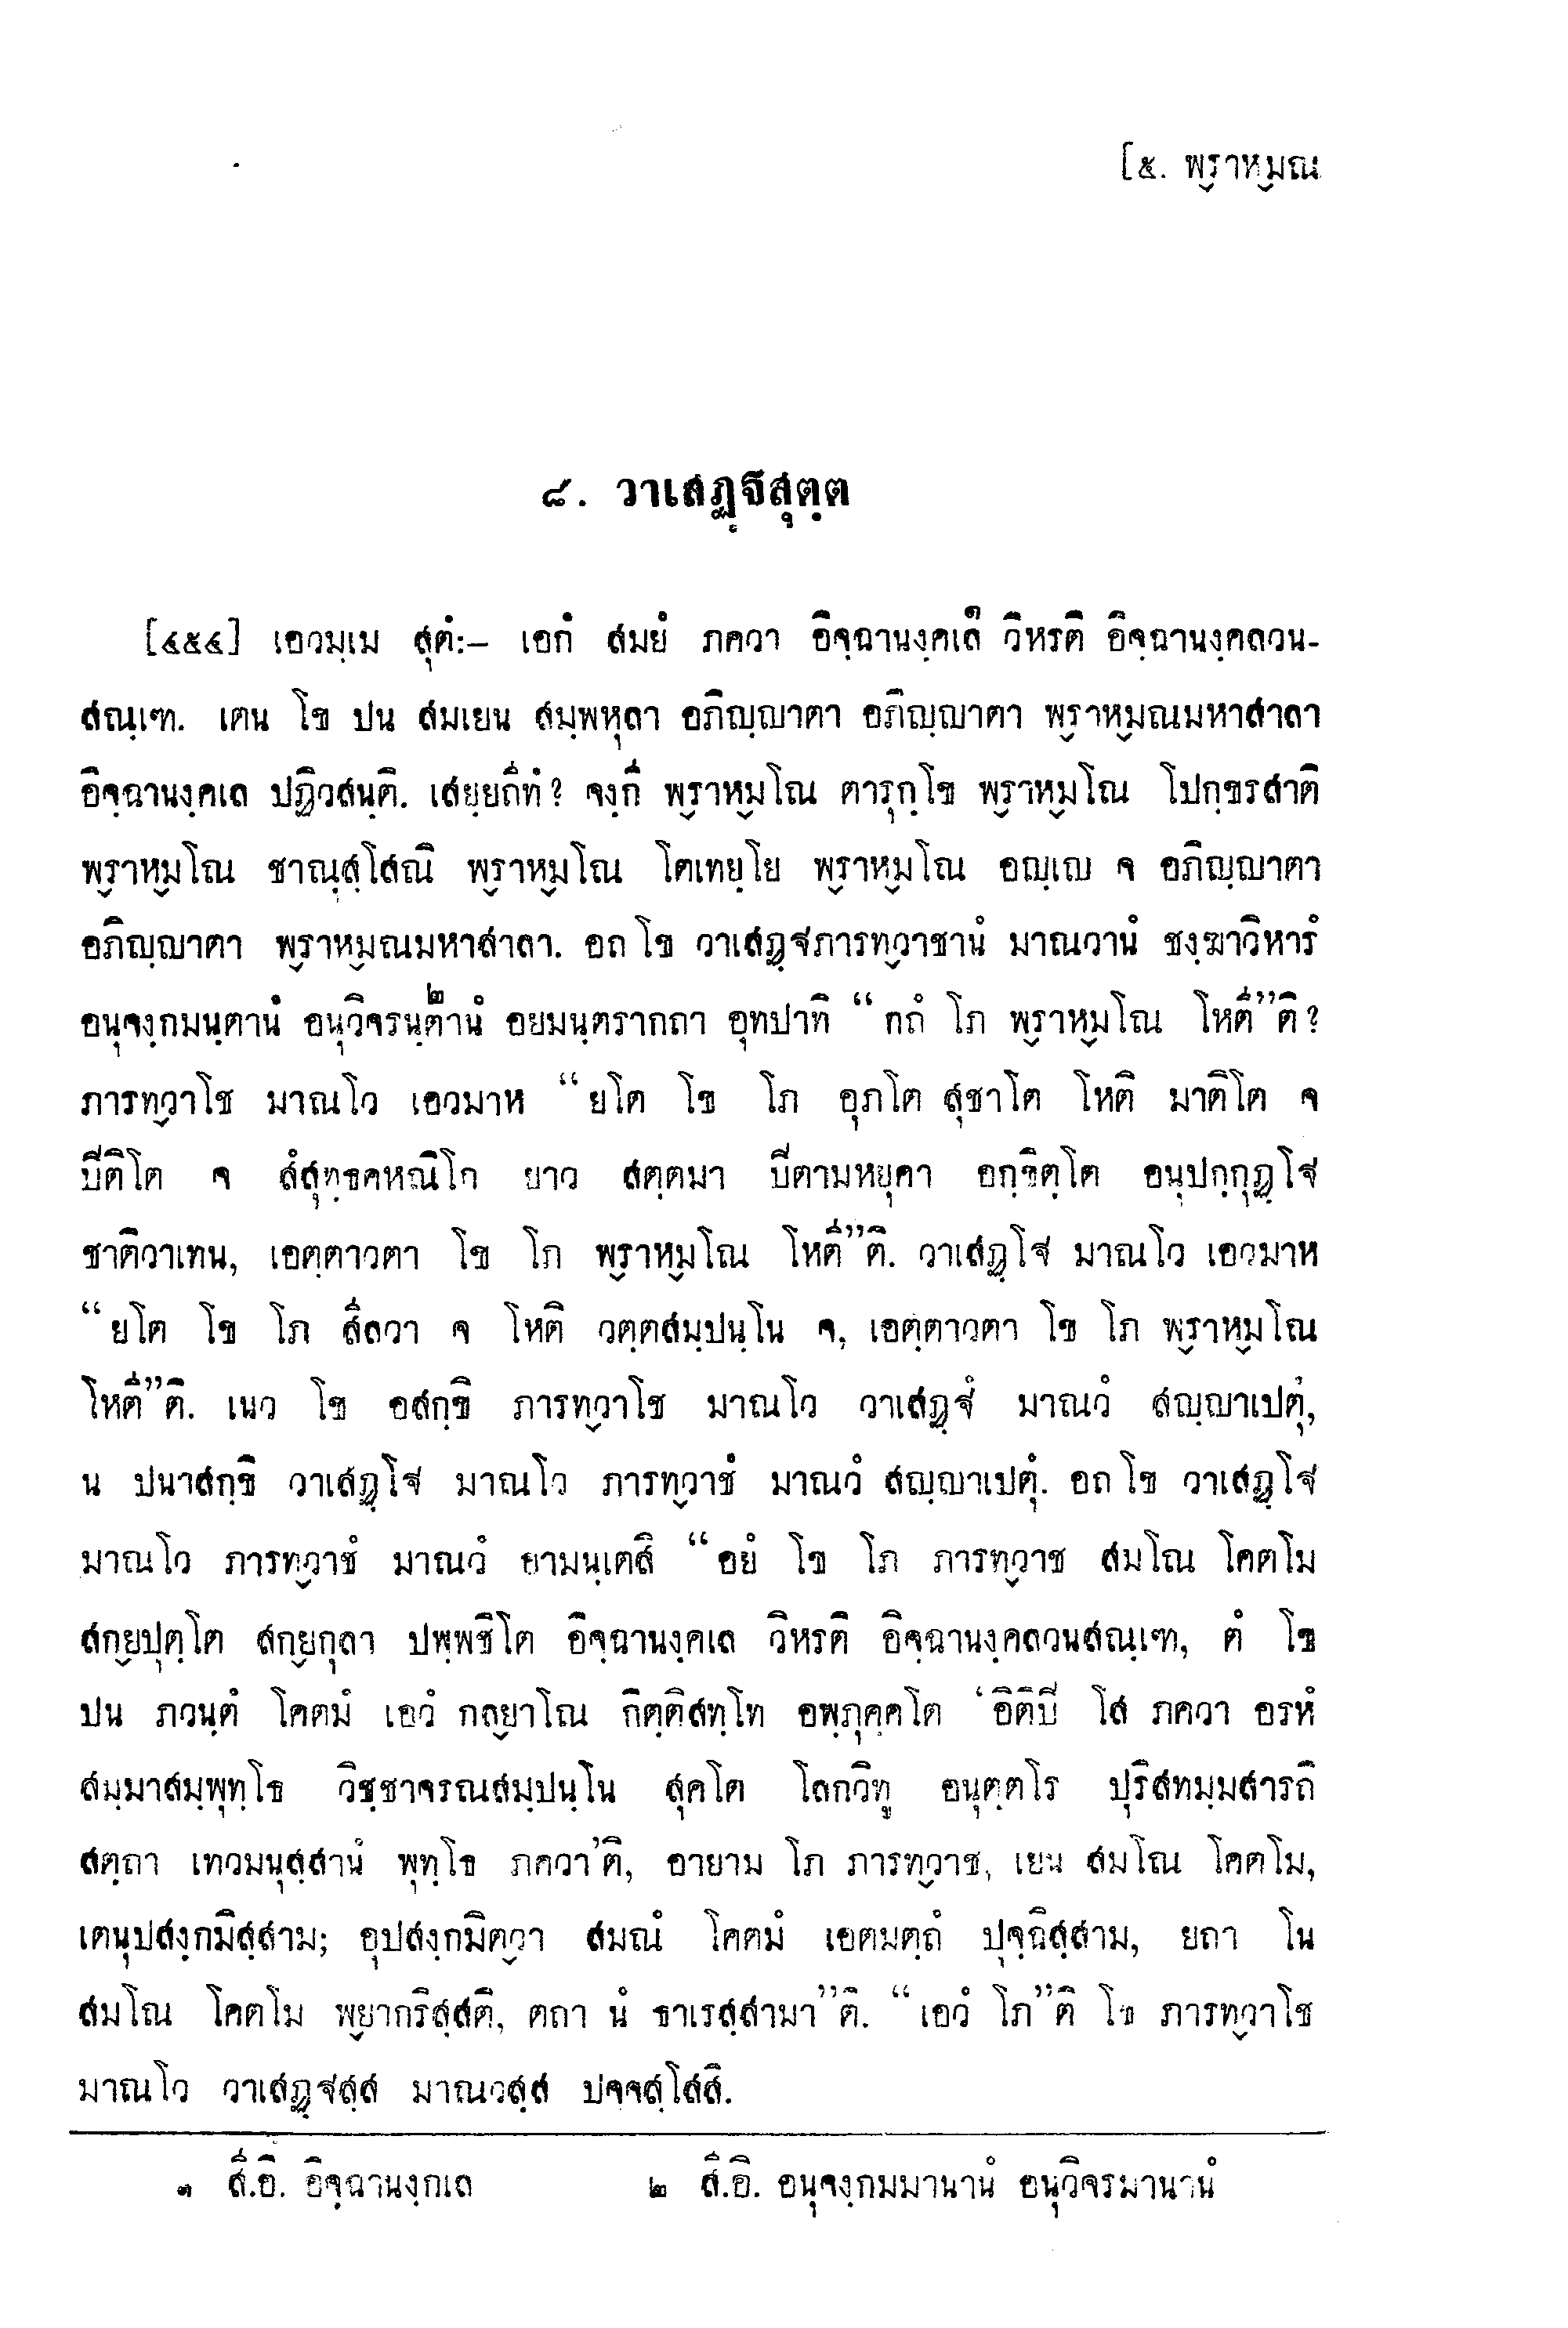 [๕. พ๎ราห๎มณ
๘. วาเสฏฺฐสุตฺต
[๔๕๔] เอวมฺเม สุตํ:– เอกํ สมยํ ภควา อิจฺฉานงฺคเล๑ วิหรติ อิจฺฉานงฺคลวน-
สณฺเฑ. เตน โข ปน สมเยน สมฺพหุลา อภิญฺญาตา อภิญฺญาตา พ๎ราห๎มณมหาสาลา
อิจฺฉานงฺคเล ปฏิวสนฺติ. เสยฺยถีทํ? จงฺกี พ๎ราห๎มโณ ตารุกฺโข พ๎ราห๎มโณ โปกฺขรสาติ
พ๎ราห๎มโณ ชาณุสฺโสณิ พ๎ราห๎มโณ โตเทยฺโย พ๎ราห๎มโณ อญฺเญ จ อภิญฺญาตา
อภิญฺญาตา พ๎ราห๎มณมหาสาลา. อถ โข วาเสฏฺฐภารท๎วาชานํ มาณวานํ ชงฺฆาวิหารํ
อนุจงฺกมนฺตานํ อนุวิจรนฺตานํ๒ อยมนฺตรากถา อุทปาทิ “กถํ โภ พ๎ราห๎มโณ โหตี”ติ?
ภารท๎วาโช มาณโว เอวมาห “ยโต โข โภ อุภโต สุชาโต โหติ มาติโต จ
ปีติโต จ สํสุทฺธคหณิโก ยาว สตฺตมา ปีตามหยุคา อกฺขิตฺโต อนุปกฺกุฏฺโฐ
ชาติวาเทน, เอตฺตาวตา โข โภ พ๎ราห๎มโณ โหตี”ติ. วาเสฏฺโฐ มาณโว เอวมาห
“ยโต โข โภ สีลวา จ โหติ วตฺตสมฺปนฺโน จ, เอตฺตาวตา โข โภ พ๎ราห๎มโณ
โหตี”ติ. เนว โข อสกฺขิ ภารท๎วาโช มาณโว วาเสฏฺฐํ มาณวํ สญฺญาเปตุํ,
น ปนาสกฺขิ วาเสฏฺโฐ มาณโว ภารท๎วาชํ มาณวํ สญฺญาเปตุํ. อถ โข วาเสฏฺโฐ
มาณโว ภารท๎วาชํ มาณวํ อามนฺเตสิ “อยํ โข โภ ภารท๎วาช สมโณ โคตโม
สก๎ยปุตฺโต สก๎ยกุลา ปพฺพชิโต อิจฺฉานงฺคเล วิหรติ อิจฺฉานงฺคลวนสณฺเฑ, ตํ โข
ปน ภวนฺตํ โคตมํ เอวํ กล๎ยาโณ กิตฺติสทฺโท อพฺภุคฺคโต ‘อิติปิ โส ภควา อรหํ
สมฺมาสมฺพุทฺโธ วิชฺชาจรณสมฺปนฺโน สุคโต โลกวิทู อนุตฺตโร ปุริสทมฺมสารถิ
สตฺถา เทวมนุสฺสานํ พุทฺโธ ภควา’ติ, อายาม โภ ภารท๎วาช, เยน สมโณ โคตโม,
เตนุปสงฺกมิสฺสาม; อุปสงฺกมิต๎วา สมณํ โคตมํ เอตมตฺถํ ปุจฺฉิสฺสาม, ยถา โน
สมโณ โคตโม พ๎ยากริสฺสติ, ตถา นํ ธาเรสฺสามา”ติ. “เอวํ โภ”ติ โข ภารท๎วาโช
มาณโว วาเสฏฺฐสฺส มาณวสฺส ปจฺจสฺโสสิ.
๑ สี.อิ. อิจฺฉานงฺกเล ๒ สี.อิ. อนุจงฺกมมานานํ อนุวิจรมานานํ